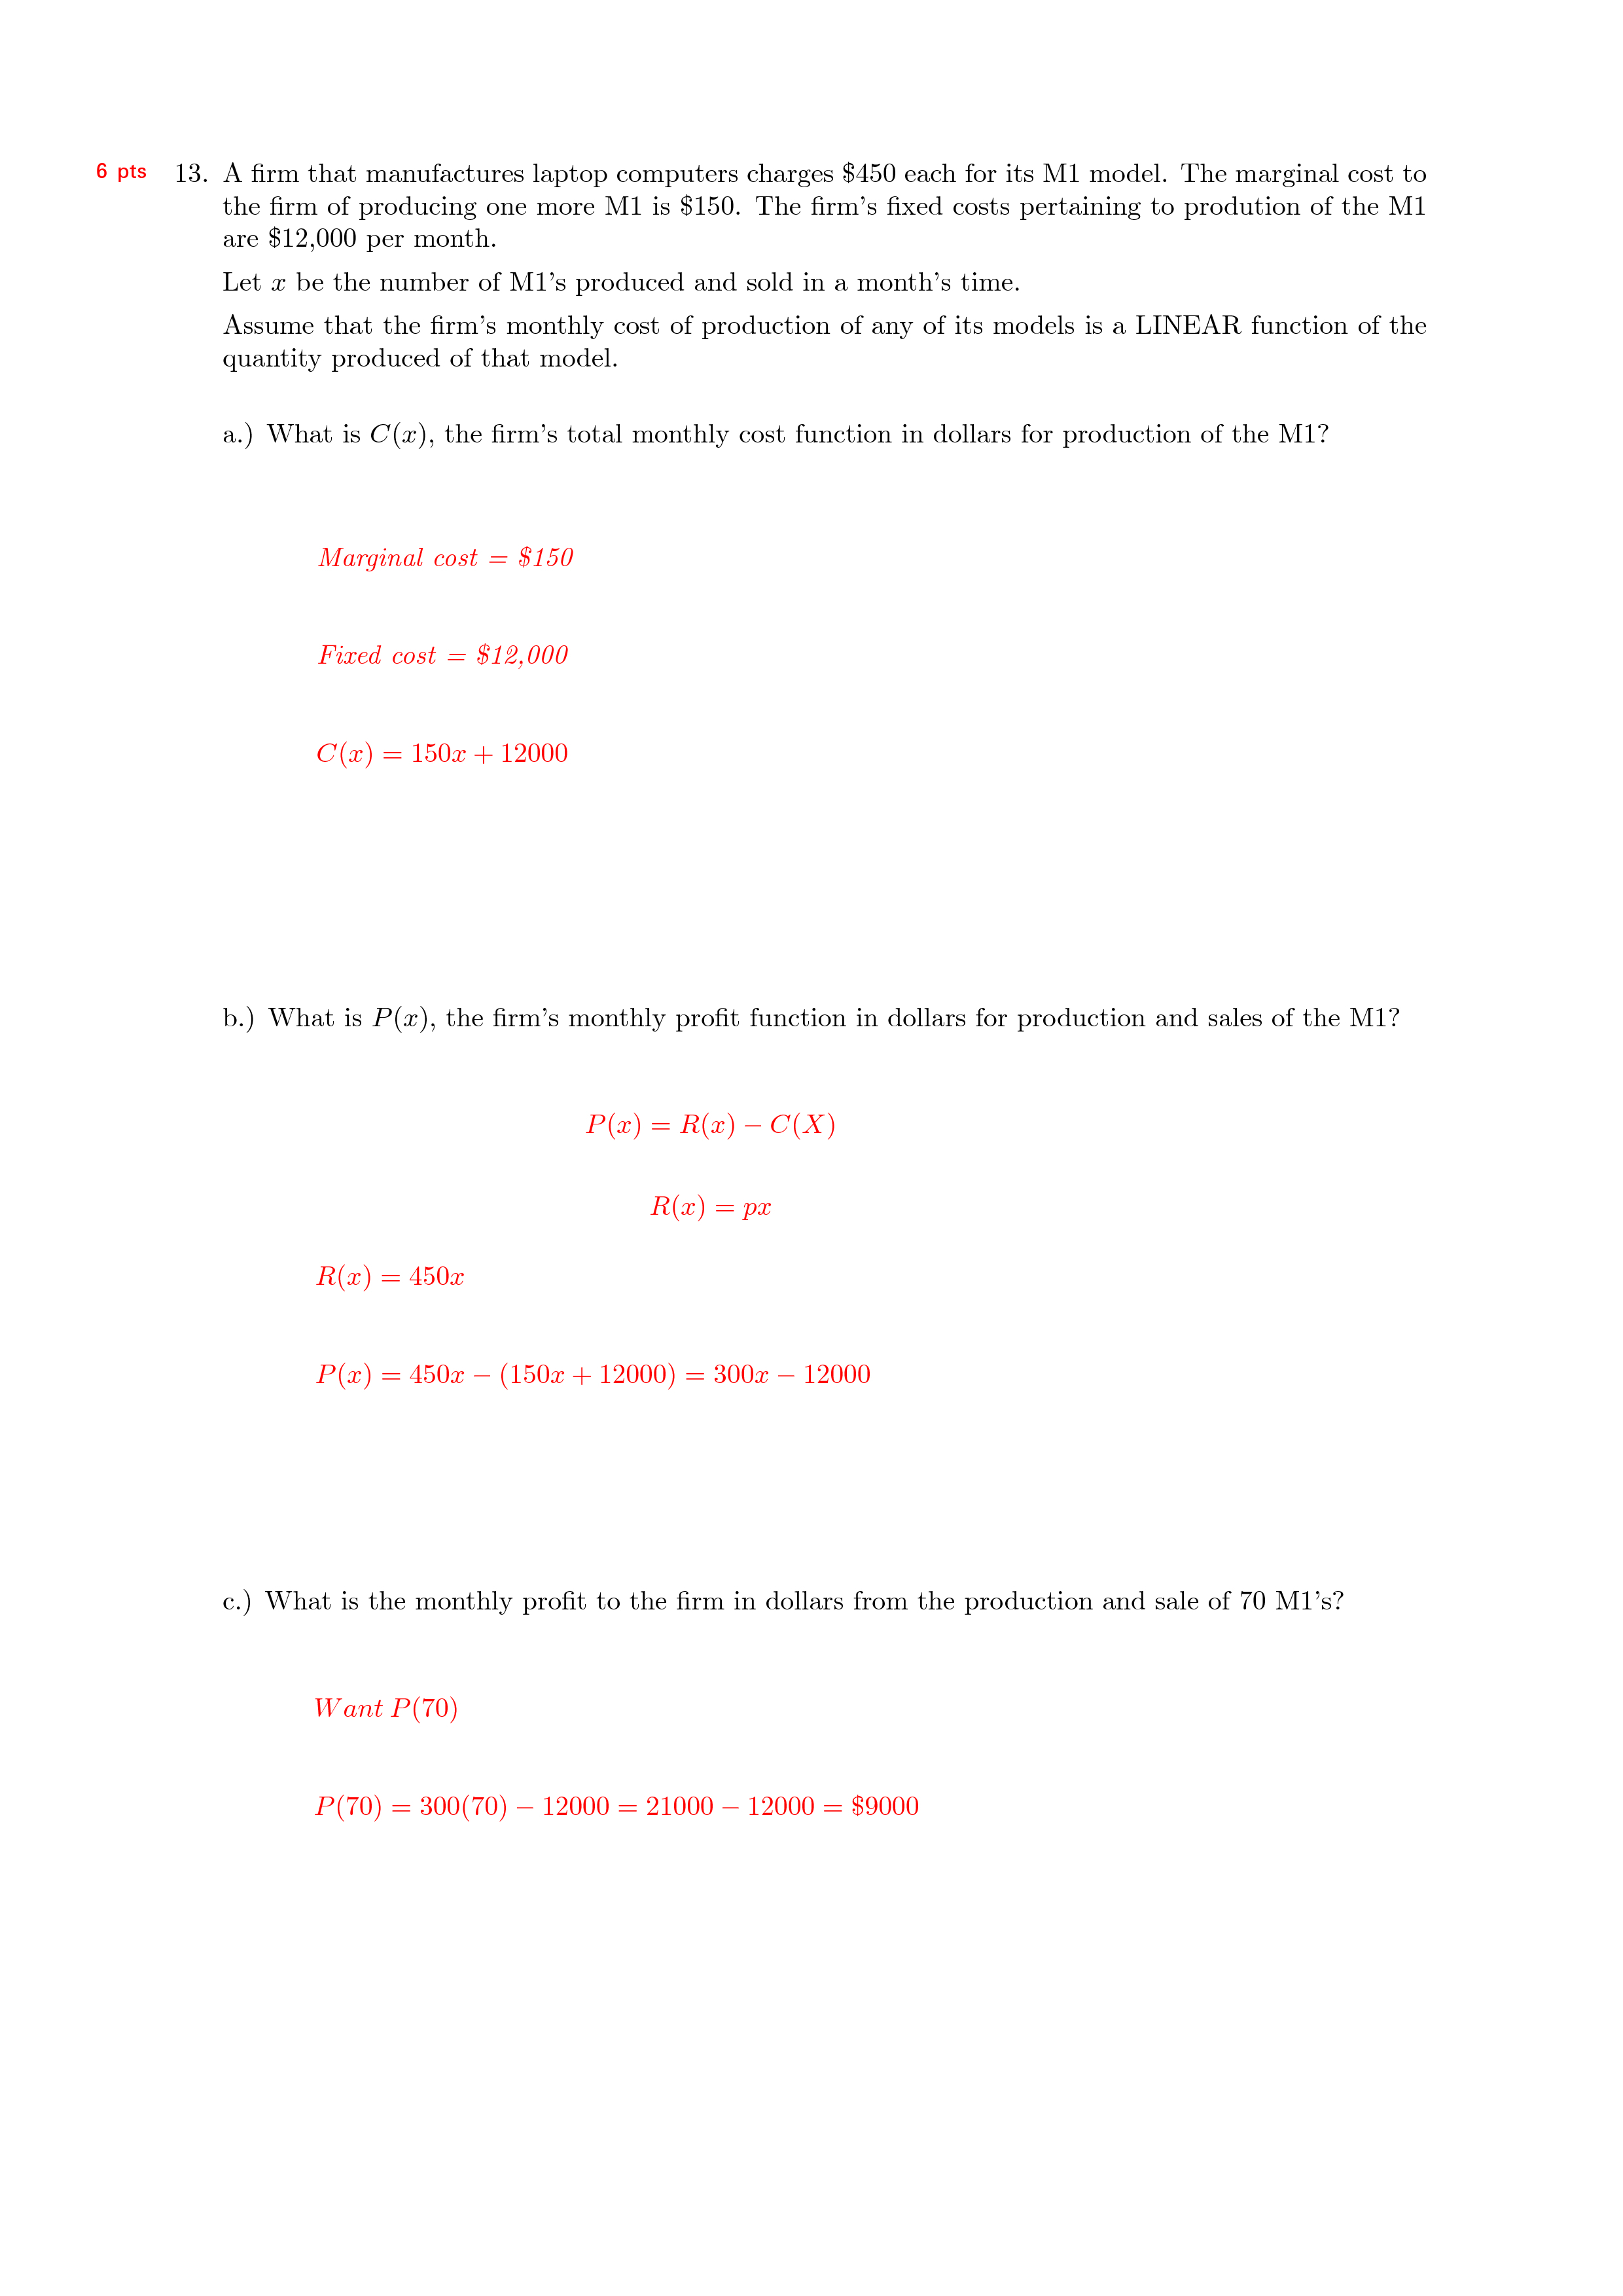 6 pts 13. A firm that manufactures laptop computers charges $450 each for its M1 model. The marginal cost to
the firm of producing one more M1 is $150. The firm's fixed costs pertaining to prodution of the M1
are $12,000 per month.
Let x be the number of M1's produced and sold in a month's time.
Assume that the firm's monthly cost of production of any of its models is a LINEAR function of the
quantity produced of that model.
a.) What is C(x), the firm's total monthly cost function in dollars for production of the M1?
Marginal cost = $150
Fixed cost = $12,000
C(x) = 150x + 12000
b.) What is P(x), the firm's monthly profit function in dollars for production and sales of the M1?
P(x) = R(x) − C(X)
R(x) = px
R(x) = 450x
P(x) = 450x − (150x + 12000) = 300x − 12000
c.) What is the monthly profit to the firm in dollars from the production and sale of 70 M1's?
Want P(70)
P(70) = 300(70) − 12000 = 21000 − 12000 = $9000